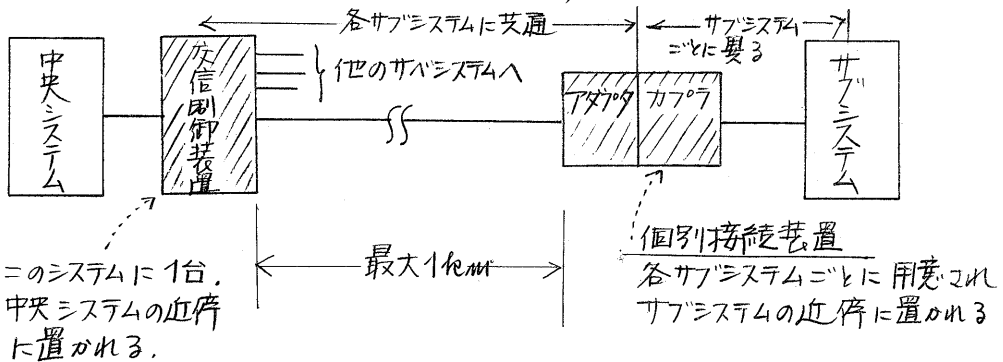 各サブシステムに共通
サブシステム
ごとに異る
中央システム
交信制御装置
他のサベシステムへ
アダプタ
カプラ
サブシステム
最大1km
個別接続装置
各サブシステムごとに用意され
サブシステムの近傍に置かれる
このシステムに1台.
中央システムの近傍
に置かれる.